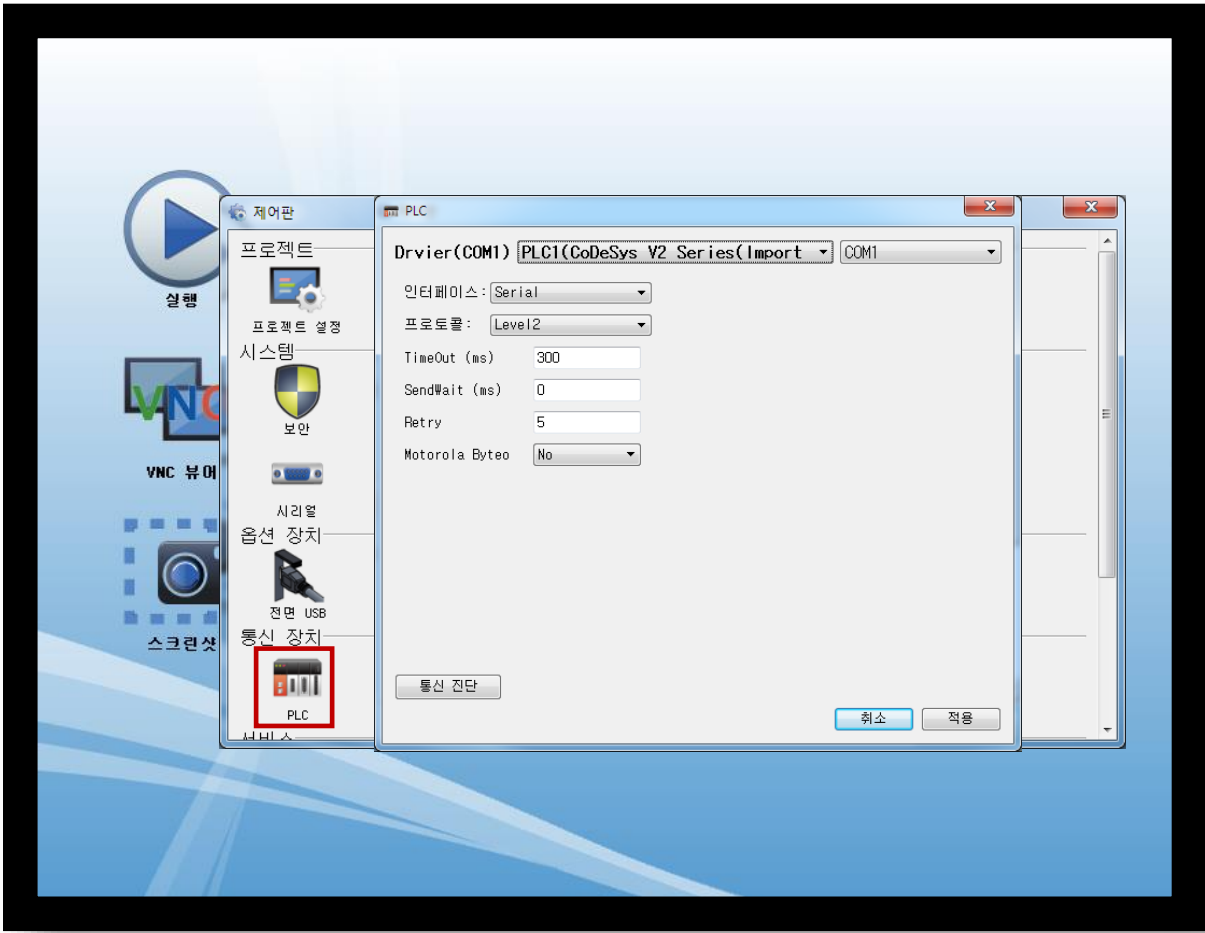 제어판
PLC
Drvier(COM1) PLC1(CoDeSys V2 Series(Import COM1
프로젝트
인터페이스: Serial
실행
프로젝트 설정
프로토콜: Level2
시스템
TimeOut (ms) 300
SendWait (ms) 0
VNC
Retry 5
보안
Motorola Byteo No
VNC 뷰어
시리얼
옵션 장치
전면 USB
통신 장치
스크린샷
통신 진단
PLC
취소 적용
서비스